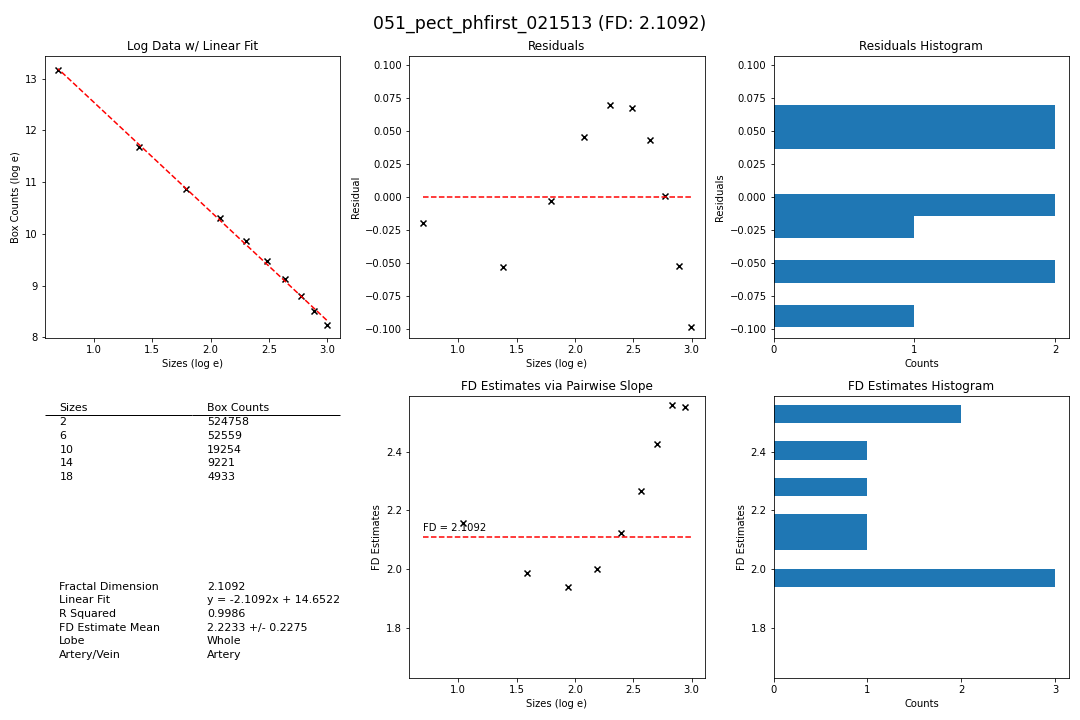 051_pect_phfirst_021513 (FD: 2.1092)
Log Data w/ Linear Fit
Box Counts (log e)
13
12
11
10
9
8
1.0 1.5 2.0 2.5 3.0
Sizes (log e)
Residuals
Residual
0.100
0.075
0.050
0.025
0.000
−0.025
−0.050
−0.075
−0.100
1.0 1.5 2.0 2.5 3.0
Sizes (log e)
Residuals Histogram
Residuals
0.100
0.075
0.050
0.025
0.000
−0.025
−0.050
−0.075
−0.100
0 1 2
Counts
Sizes Box Counts
2 524758
6 52559
10 19254
14 9221
18 4933
Fractal Dimension 2.1092
Linear Fit y = -2.1092x + 14.6522
R Squared 0.9986
FD Estimate Mean 2.2233 +/- 0.2275
Lobe Whole
Artery/Vein Artery
FD Estimates via Pairwise Slope
FD Estimates
2.4
2.2
2.0
1.8
FD = 2.1092
1.0 1.5 2.0 2.5 3.0
Sizes (log e)
FD Estimates Histogram
FD Estimates
2.4
2.2
2.0
1.8
0 1 2 3
Counts